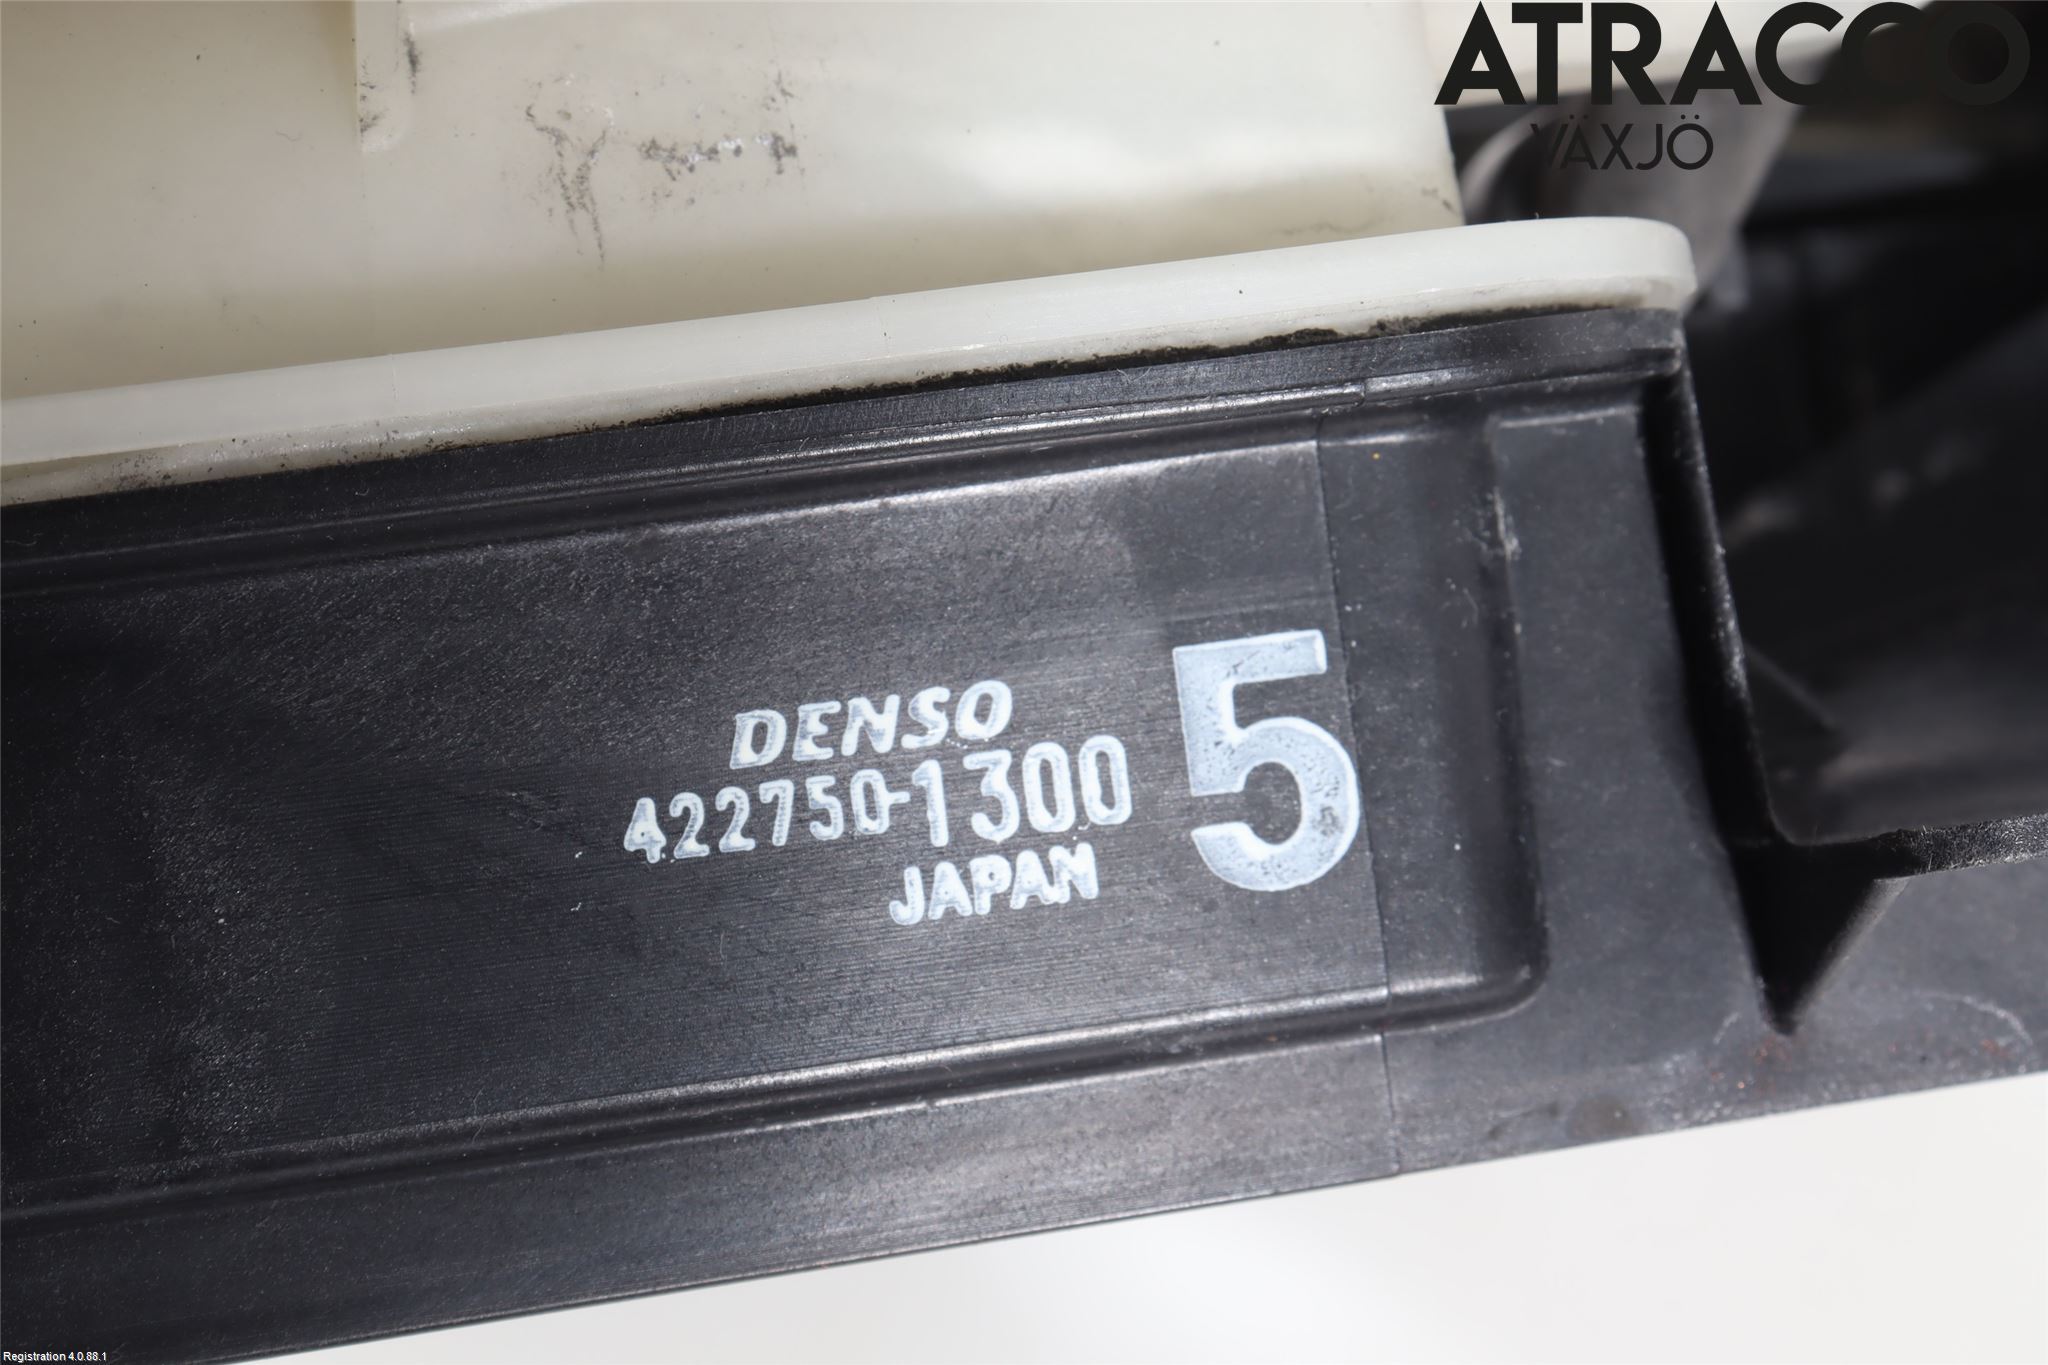 ATRACCO
VÄXJÖ
DENSO
422750-1300
JAPAN
5
Registration 4.0.88.1